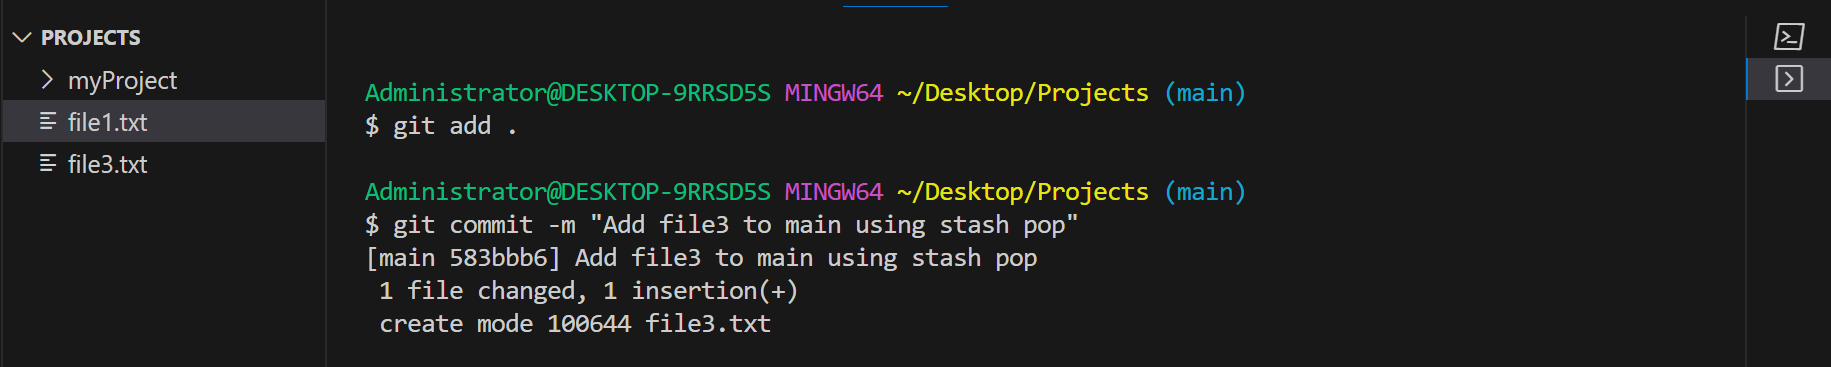 PROJECTS
myProject
file1.txt
file3.txt
Administrator@DESKTOP-9RRSD5S MINGW64 ~/Desktop/Projects (main)
$ git add .
Administrator@DESKTOP-9RRSD5S MINGW64 ~/Desktop/Projects (main)
$ git commit -m "Add file3 to main using stash pop"
[main 583bbb6] Add file3 to main using stash pop
1 file changed, 1 insertion(+)
create mode 100644 file3.txt